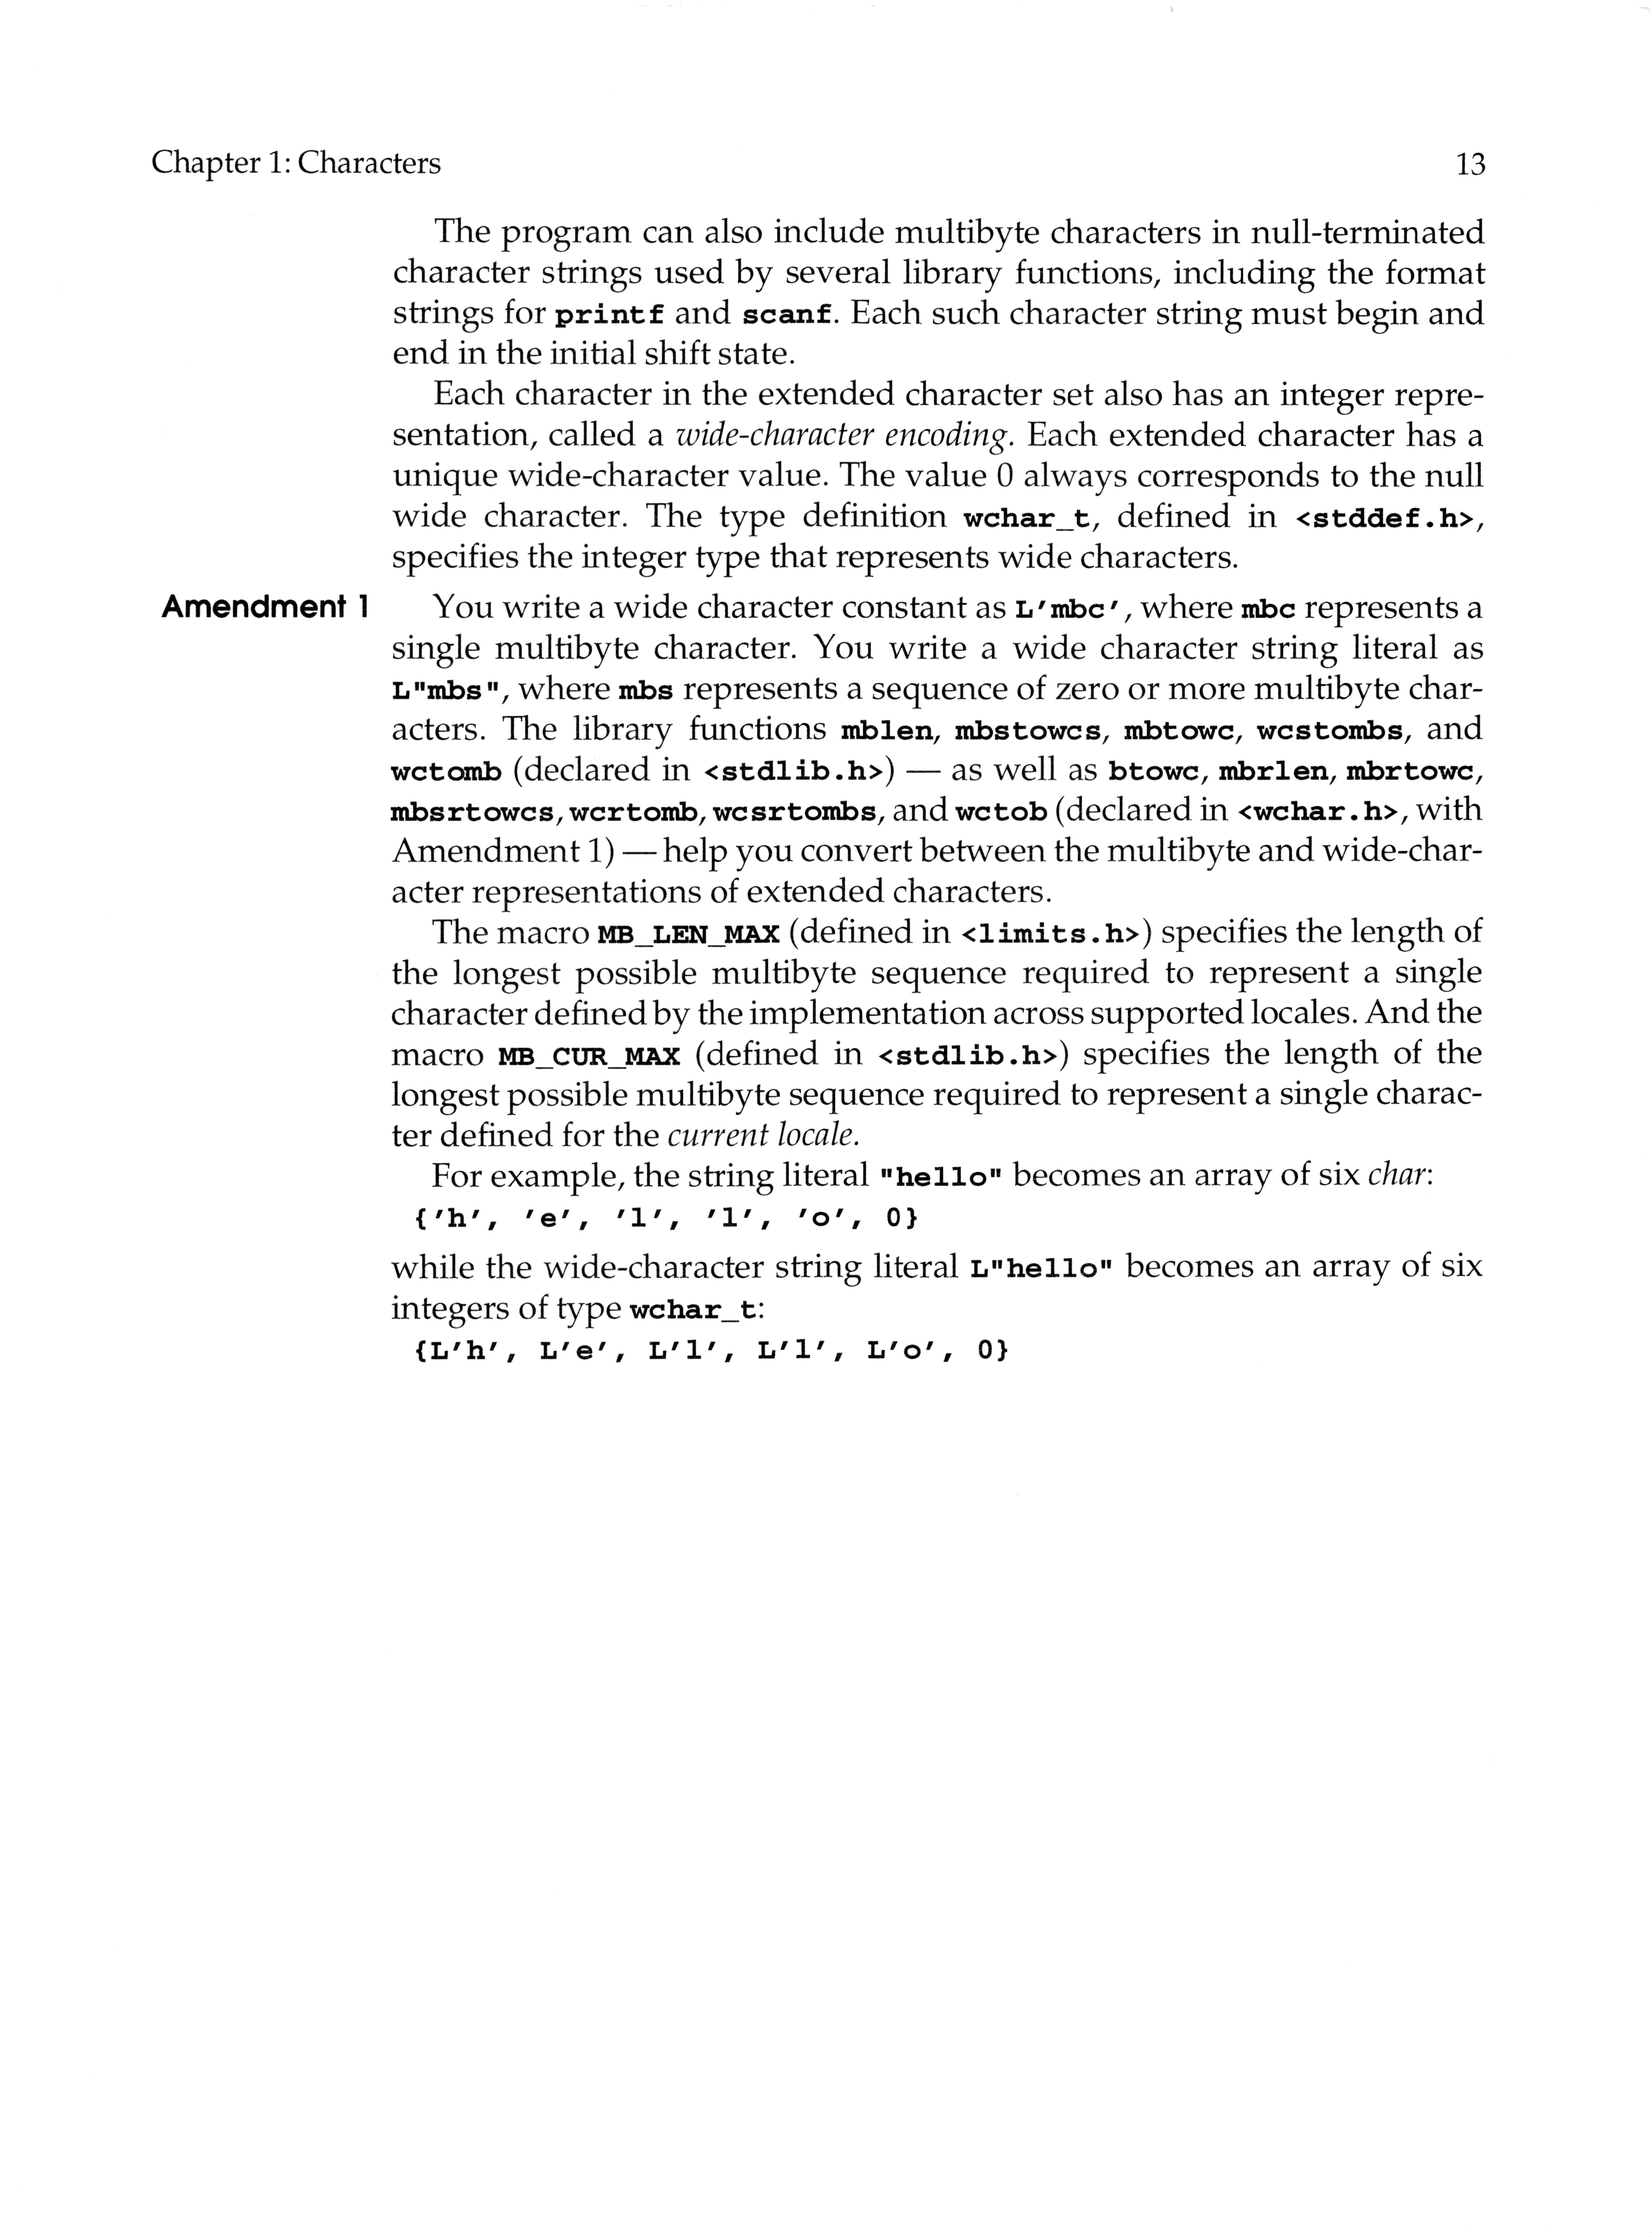 Chapter 1: Characters 13
The program can also include multibyte characters in null-terminated
character strings used by several library functions, including the format
strings for printf and scanf. Each such character string must begin and
end in the initial shift state.
Each character in the extended character set also has an integer repre-
sentation, called a wide-character encoding. Each extended character has a
unique wide-character value. The value 0 always corresponds to the null
wide character. The type definition wchar_t, defined in <stddef.h>,
specifies the integer type that represents wide characters.
Amendment 1 You write a wide character constant as L'mbc', where mbc represents a
single multibyte character. You write a wide character string literal as
L"mbs", where mbs represents a sequence of zero or more multibyte char-
acters. The library functions mblen, mbstowcs, mbtowc, wcstombs, and
wctomb (declared in <stdlib.h>) — as well as btowc, mbrlen, mbrtowc,
mbsrtowcs, wcrtomb, wcsrtombs, and wctob (declared in <wchar.h>, with
Amendment 1) — help you convert between the multibyte and wide-char-
acter representations of extended characters.
The macro MB_LEN_MAX (defined in <limits.h>) specifies the length of
the longest possible multibyte sequence required to represent a single
character defined by the implementation across supported locales. And the
macro MB_CUR_MAX (defined in <stdlib.h>) specifies the length of the
longest possible multibyte sequence required to represent a single charac-
ter defined for the current locale.
For example, the string literal "hello" becomes an array of six char:
{'h', 'e', 'l', 'l', 'o', 0}
while the wide-character string literal L"hello" becomes an array of six
integers of type wchar_t:
{L'h', L'e', L'l', L'l', L'o', 0}